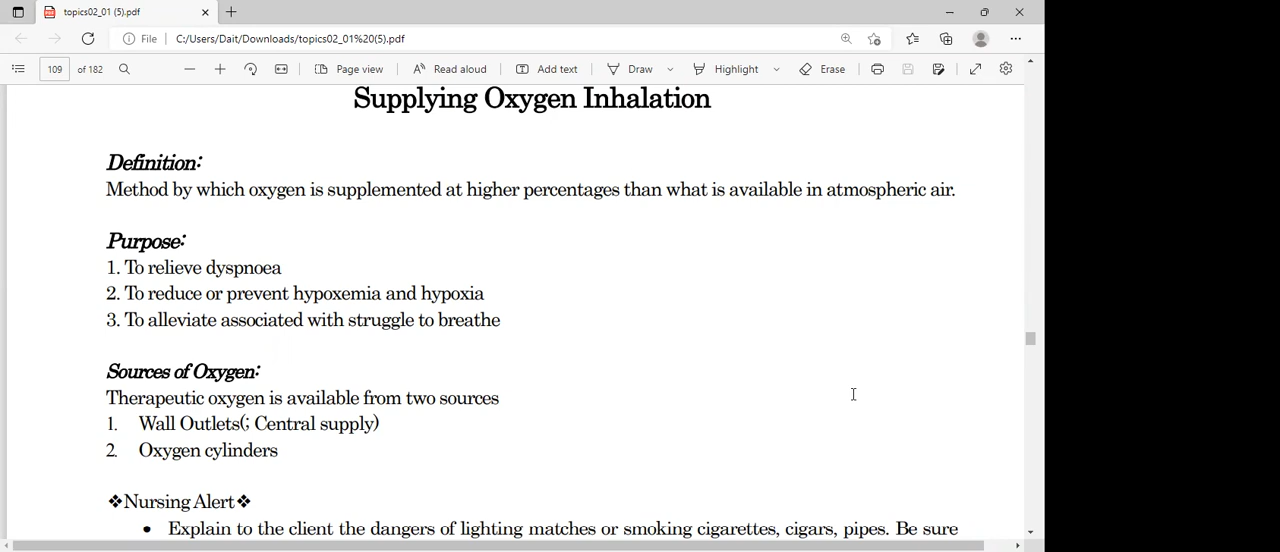 topics02_01 (5).pdf
File C:/Users/Dait/Downloads/topics02_01%20(5).pdf
109 of 182 Page view Read aloud Add text Draw Highlight Erase
Supplying Oxygen Inhalation
Definition:
Method by which oxygen is supplemented at higher percentages than what is available in atmospheric air.
Purpose:
1. To relieve dyspnoea
2. To reduce or prevent hypoxemia and hypoxia
3. To alleviate associated with struggle to breathe
Sources of Oxygen:
Therapeutic oxygen is available from two sources
1. Wall Outlets(; Central supply)
2. Oxygen cylinders
❖Nursing Alert❖
• Explain to the client the dangers of lighting matches or smoking cigarettes, cigars, pipes. Be sure